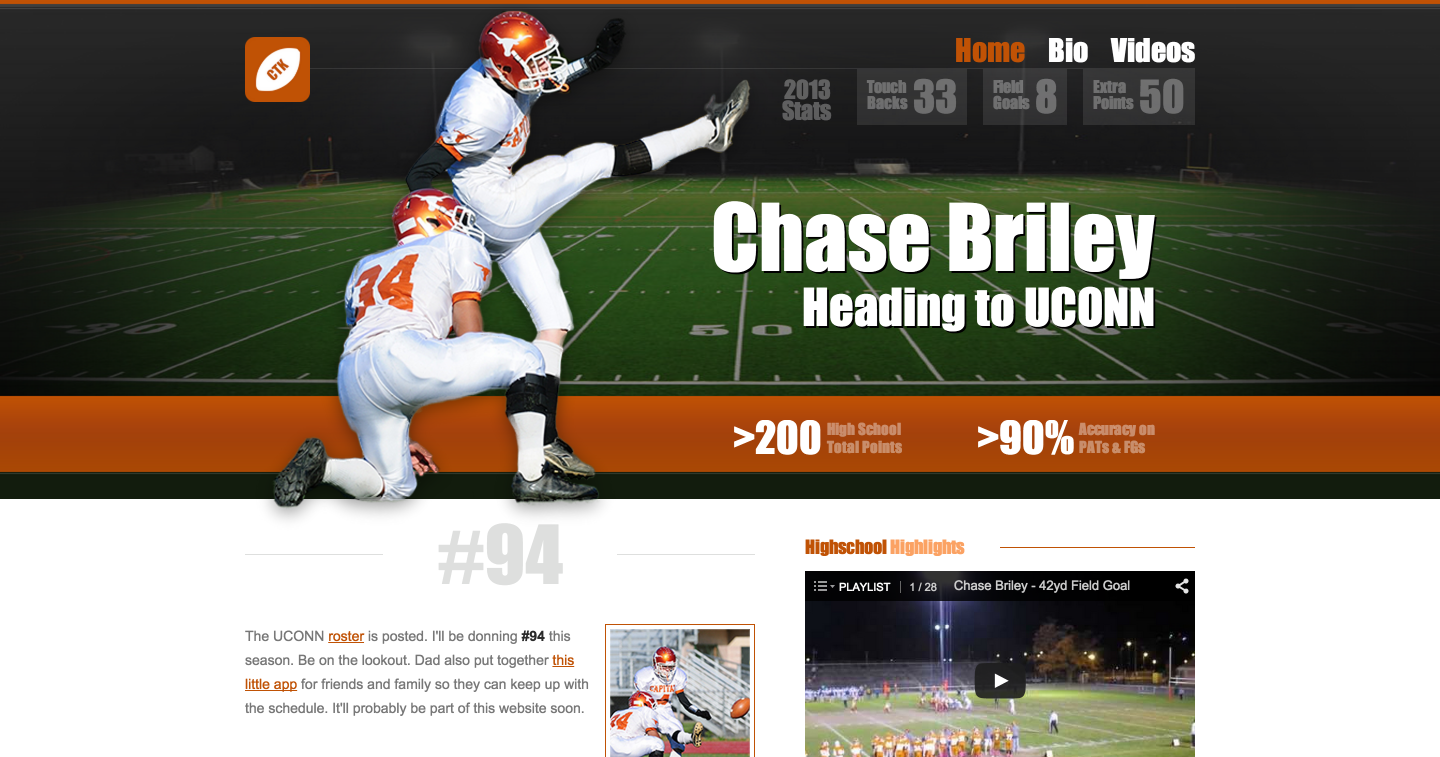 CTK
Home Bio Videos
2013 Stats
Touch Backs 33
Field Goals 8
Extra Points 50
CAPITAL
34
Chase Briley
Heading to UCONN
50
>200 High School Total Points
>90% Accuracy on PATs & FGs
#94
The UCONN roster is posted. I'll be donning #94 this
season. Be on the lookout. Dad also put together this
little app for friends and family so they can keep up with
the schedule. It'll probably be part of this website soon.
Highschool Highlights
PLAYLIST 1 / 28 Chase Briley - 42yd Field Goal